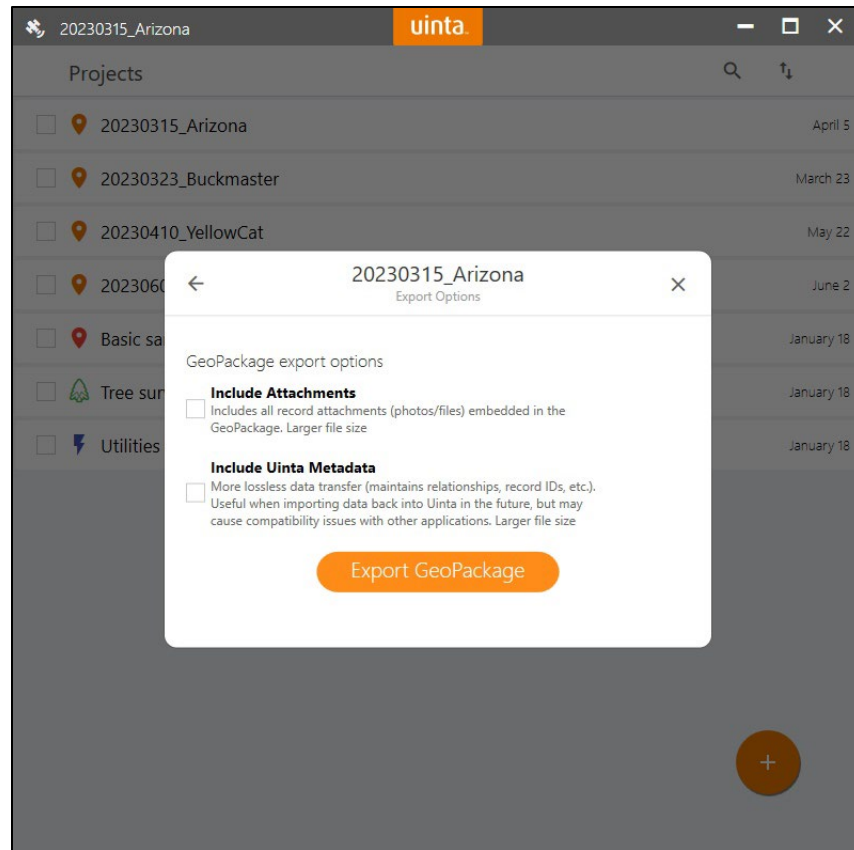 20230315_Arizona
uinta.
Projects
20230315_Arizona
April 5
20230323_Buckmaster
March 23
20230410_YellowCat
May 22
2023060
June 2
Basic sa
January 18
Tree sur
January 18
Utilities
January 18
20230315_Arizona
Export Options
GeoPackage export options
Include Attachments
Includes all record attachments (photos/files) embedded in the
GeoPackage. Larger file size
Include Uinta Metadata
More lossless data transfer (maintains relationships, record IDs, etc.).
Useful when importing data back into Uinta in the future, but may
cause compatibility issues with other applications. Larger file size
Export GeoPackage